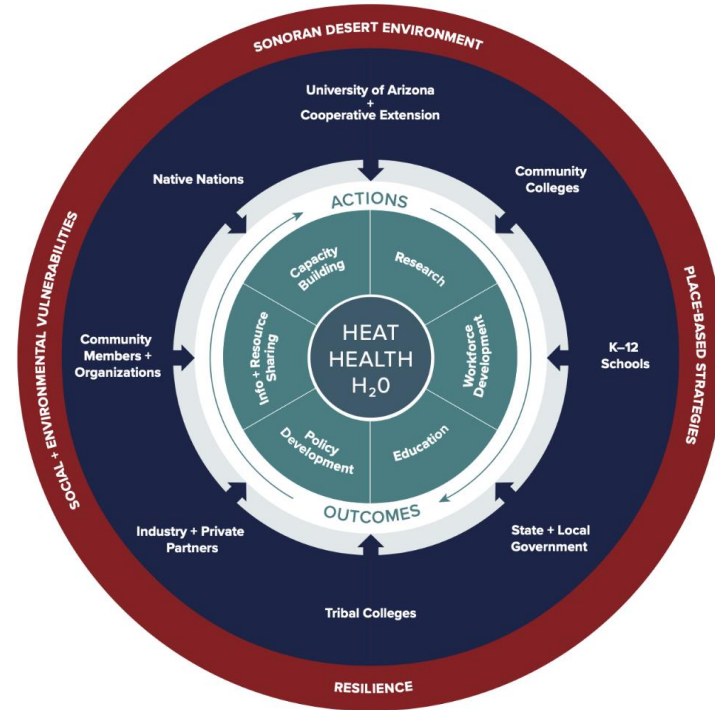 SONORAN DESERT ENVIRONMENT
University of Arizona
+
Cooperative Extension
Native Nations
Community
Colleges
ACTIONS
Capacity
Building
Research
SOCIAL + ENVIRONMENTAL VULNERABILITIES
PLACE-BASED STRATEGIES
Community
Members +
Organizations
Info + Resource
Sharing
HEAT
HEALTH
H₂0
Workforce
Development
K–12
Schools
Policy
Development
Education
OUTCOMES
Industry + Private
Partners
State + Local
Government
Tribal Colleges
RESILIENCE